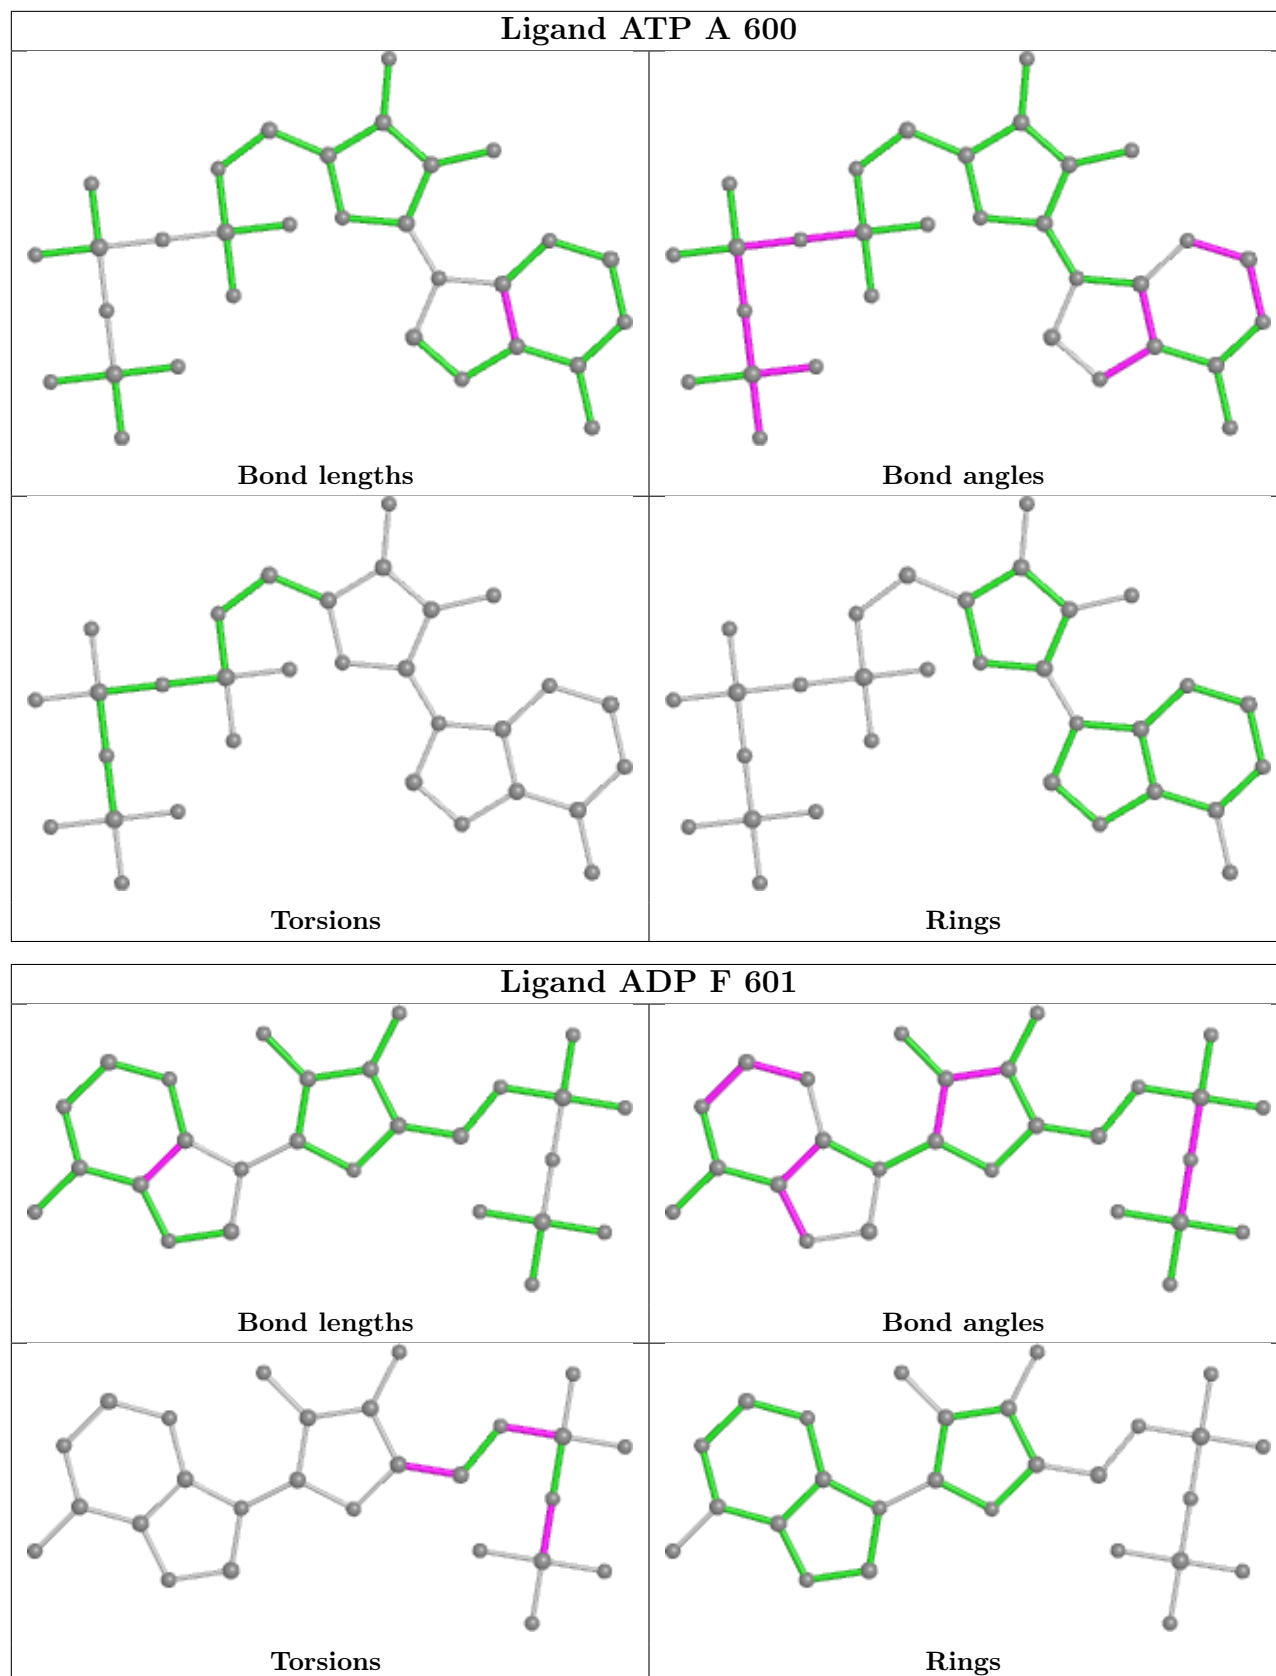 Ligand ATP A 600
Bond lengths
Bond angles
Torsions
Rings
Ligand ADP F 601
Bond lengths
Bond angles
Torsions
Rings